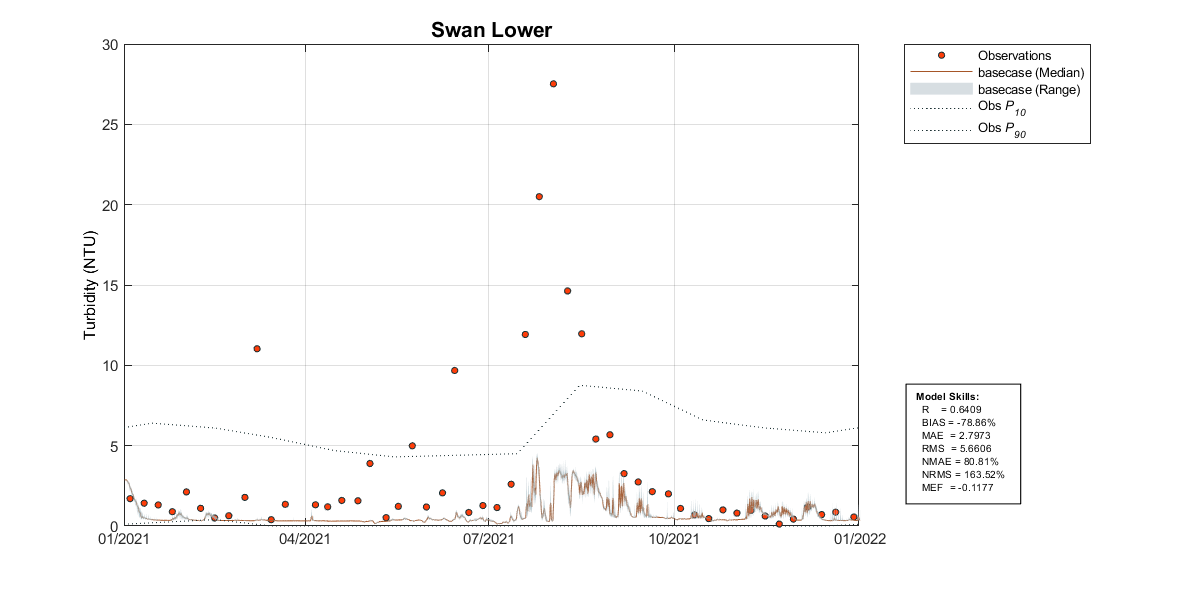 Swan Lower
30
25
20
15
10
5
0
Turbidity (NTU)
01/2021
04/2021
07/2021
10/2021
01/2022
Observations
basecase (Median)
basecase (Range)
Obs P10
Obs P90
Model Skills:
R = 0.6409
BIAS = -78.86%
MAE = 2.7973
RMS = 5.6606
NMAE = 80.81%
NRMS = 163.52%
MEF = -0.1177